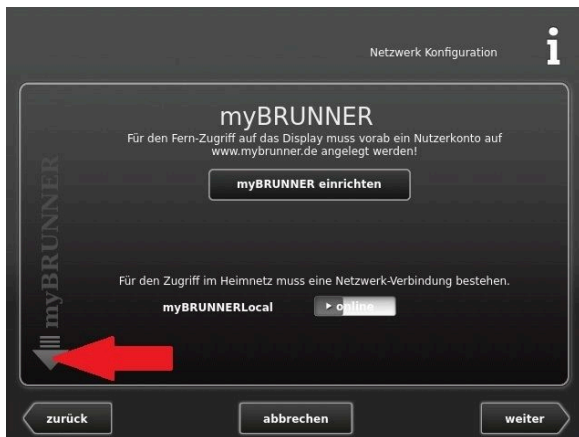 Netzwerk Konfiguration
i
myBRUNNER
Für den Fern-Zugriff auf das Display muss vorab ein Nutzerkonto auf
www.mybrunner.de angelegt werden!
myBRUNNER einrichten
myBRUNNER
Für den Zugriff im Heimnetz muss eine Netzwerk-Verbindung bestehen.
myBRUNNERLocal
online
zurück
abbrechen
weiter